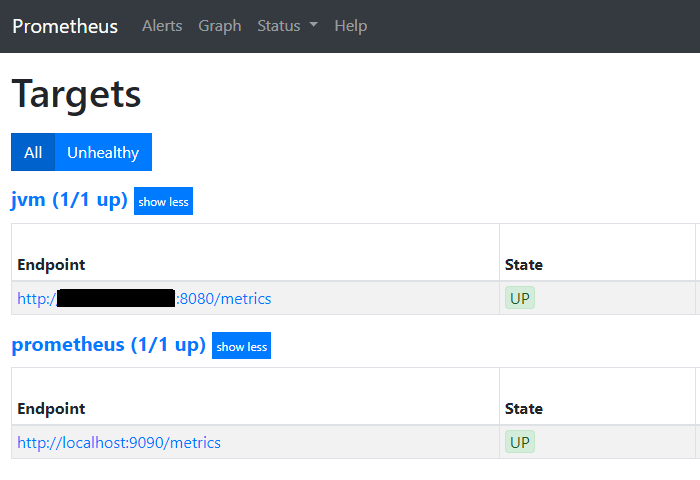 Prometheus Alerts Graph Status Help
Targets
All Unhealthy
jvm (1/1 up) show less
Endpoint State
http:/ :8080/metrics UP
prometheus (1/1 up) show less
Endpoint State
http://localhost:9090/metrics UP